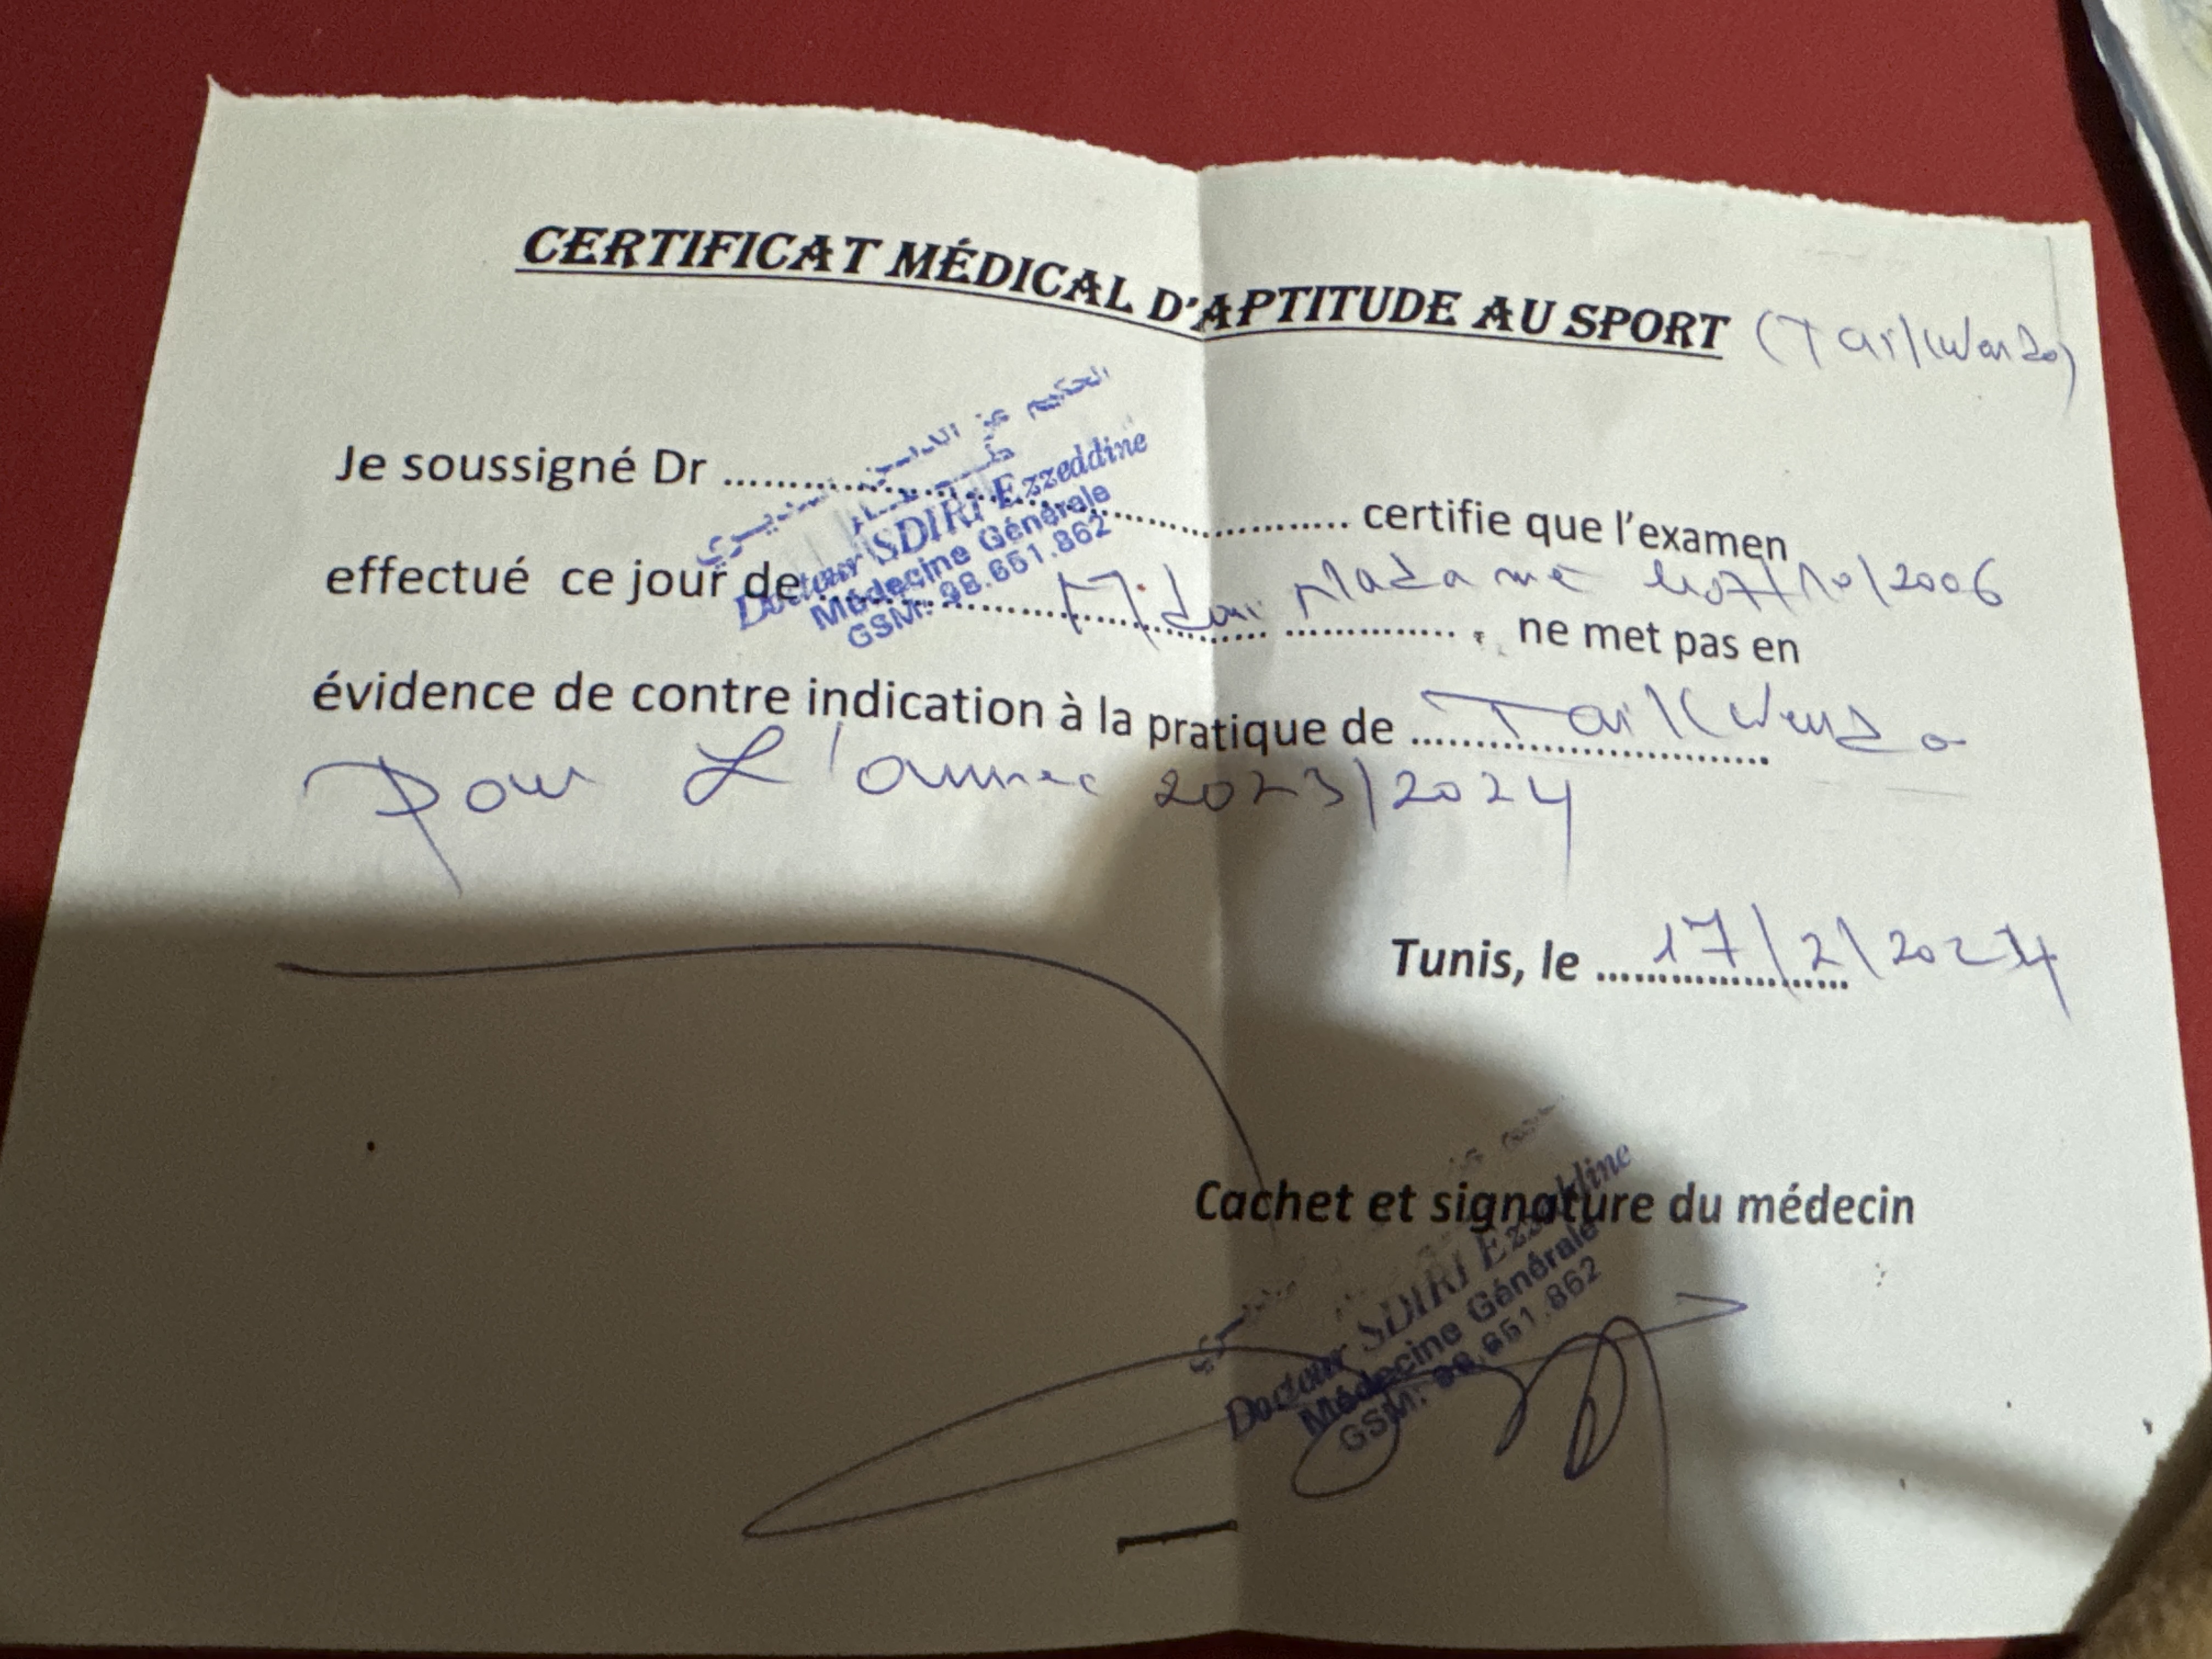 CERTIFICAT MÉDICAL D'APTITUDE AU SPORT
Je soussigné Dr .............................. certifie que l'examen
Docteur SDIRI Ezzeddine
Médecine Générale
GSM: 98.651.862
effectué ce jour de .............................. Madame /10/2006
, ne met pas en
évidence de contre indication à la pratique de ..............................
pour L'année 2023/2024
Tunis, le 17/2/2024
Cachet et signature du médecin
Docteur SDIRI Ezzeddine
Médecine Générale
GSM: 98.651.862